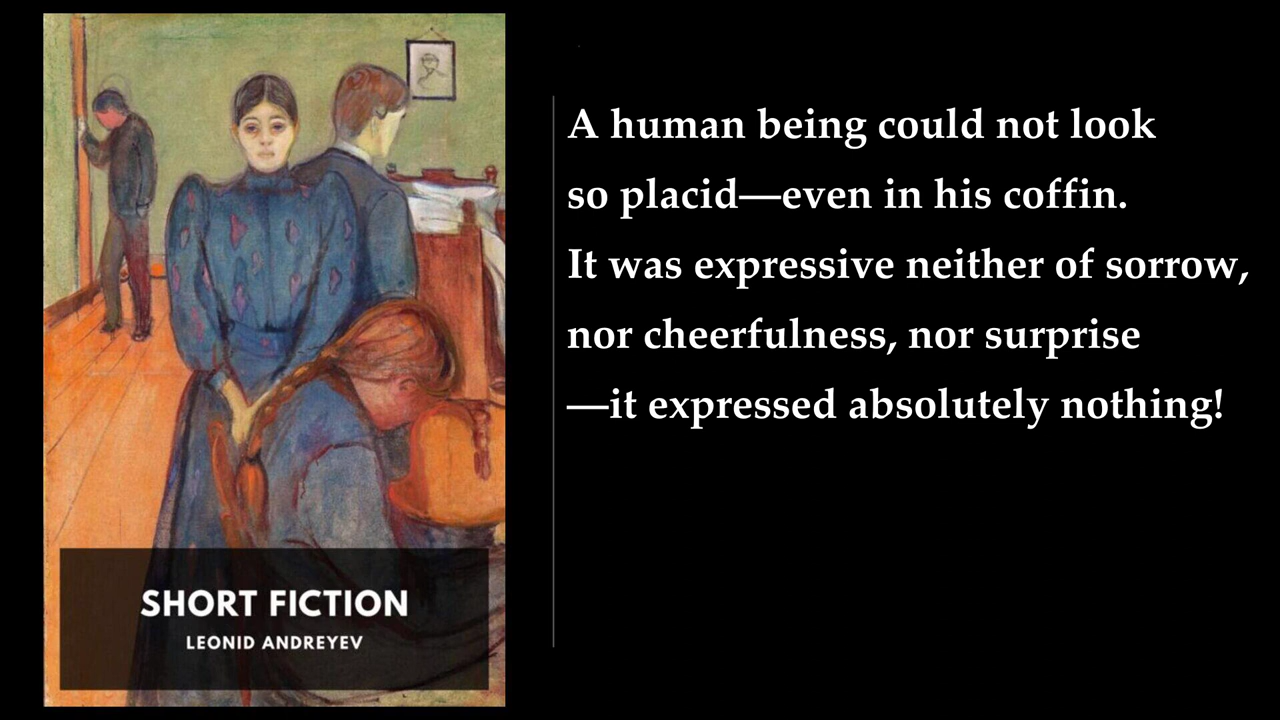 A human being could not look
so placid—even in his coffin.
It was expressive neither of sorrow,
nor cheerfulness, nor surprise
—it expressed absolutely nothing!
SHORT FICTION
LEONID ANDREYEV